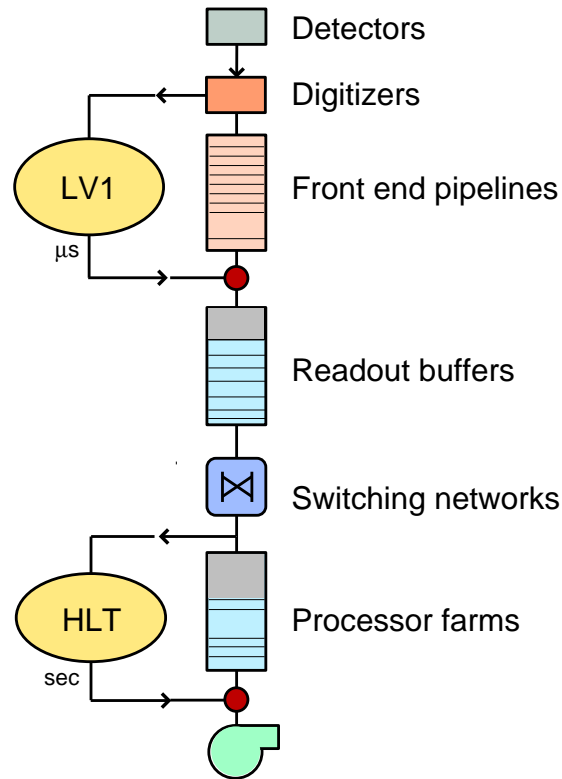 Detectors
Digitizers
LV1
Front end pipelines
μs
Readout buffers
Switching networks
HLT
Processor farms
sec